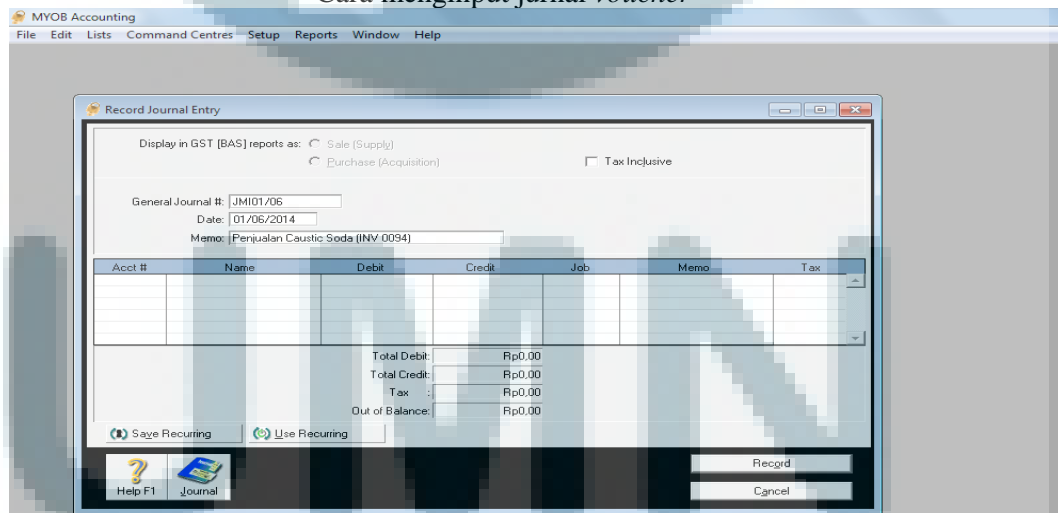 Cara menginput jurnal voucher
MYOB Accounting
File Edit Lists Command Centres Setup Reports Window Help
Record Journal Entry
Display in GST [BAS] reports as: Sale (Supply)
Purchase (Acquisition)
Tax Inclusive
General Journal #: JMI01/06
Date: 01/06/2014
Memo: Penjualan Caustic Soda (INV 0094)
Acct # Name Debit Credit Job Memo Tax
Total Debit: Rp0,00
Total Credit: Rp0,00
Tax : Rp0,00
Out of Balance: Rp0,00
Save Recurring Use Recurring
Help F1 Journal
Record
Cancel
UMN